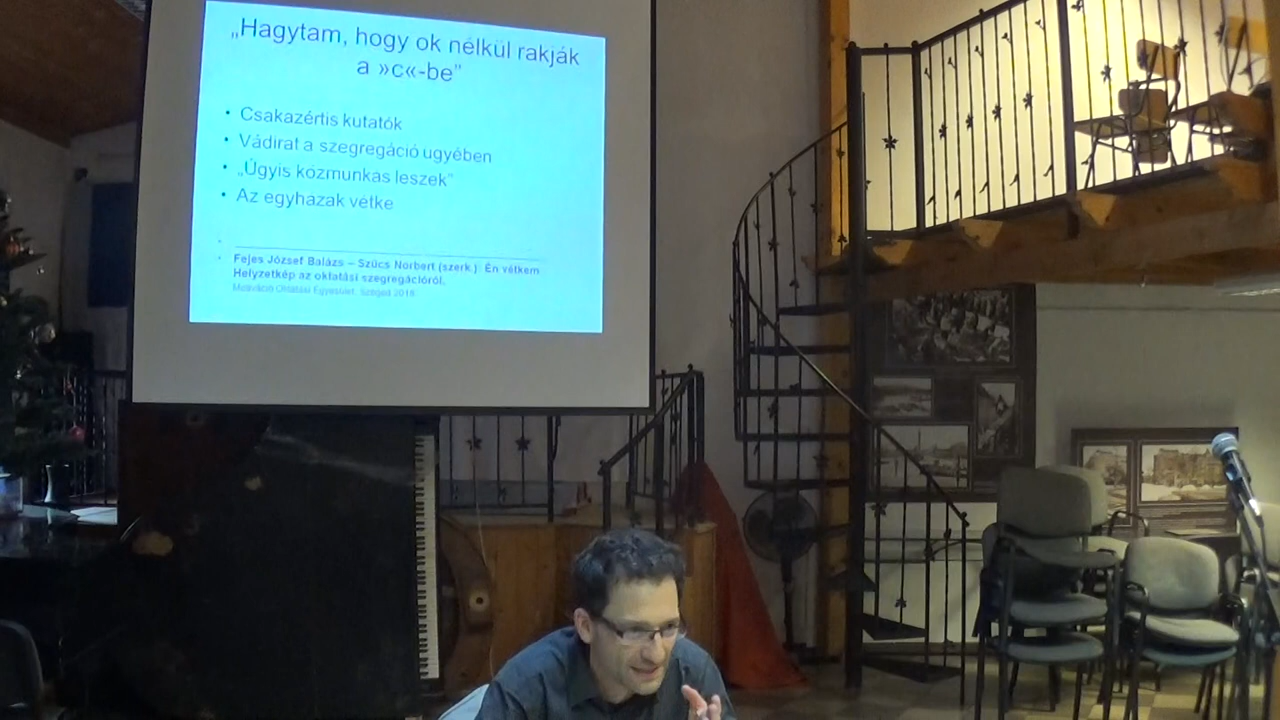 „Hagytam, hogy ok nélkül rakják
a »c«-be”
• Csakazértis kutatók
• Vádirat a szegregáció ügyében
• „Úgyis közmunkás leszek”
• Az egyházak vétke
Fejes József Balázs – Szűcs Norbert (szerk.): Én vétkem
Helyzetkép az oktatási szegregációról.
Motiváció Oktatási Egyesület, Szeged 2018